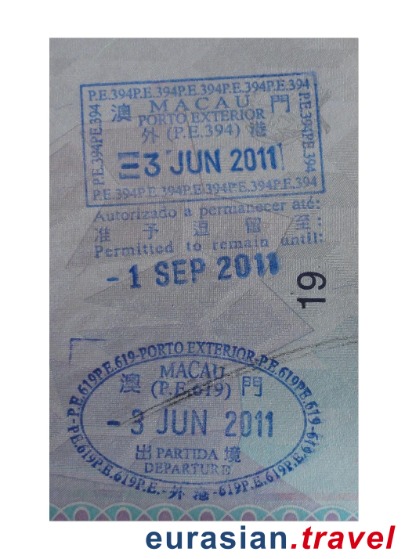 P.E.394P.E.394P.E.394P.E.394
澳 MACAU 門
PORTO EXTERIOR
外 (P.E.394) 港
3 JUN 2011
P.E.394P.E.394P.E.394P.E.394
Autorizado a permanecer até:
准 予 逗 留 至:
Permitted to remain until:
- 1 SEP 2011
19
P.E.619-PORTO EXTERIOR-P.E.619P.E.619
澳 MACAU 門
(P.E.619)
- 3 JUN 2011
出 PARTIDA 境
DEPARTURE
P.E.619P.E.619P.E.-外 港-619P.E.619P.E.619
eurasian.travel